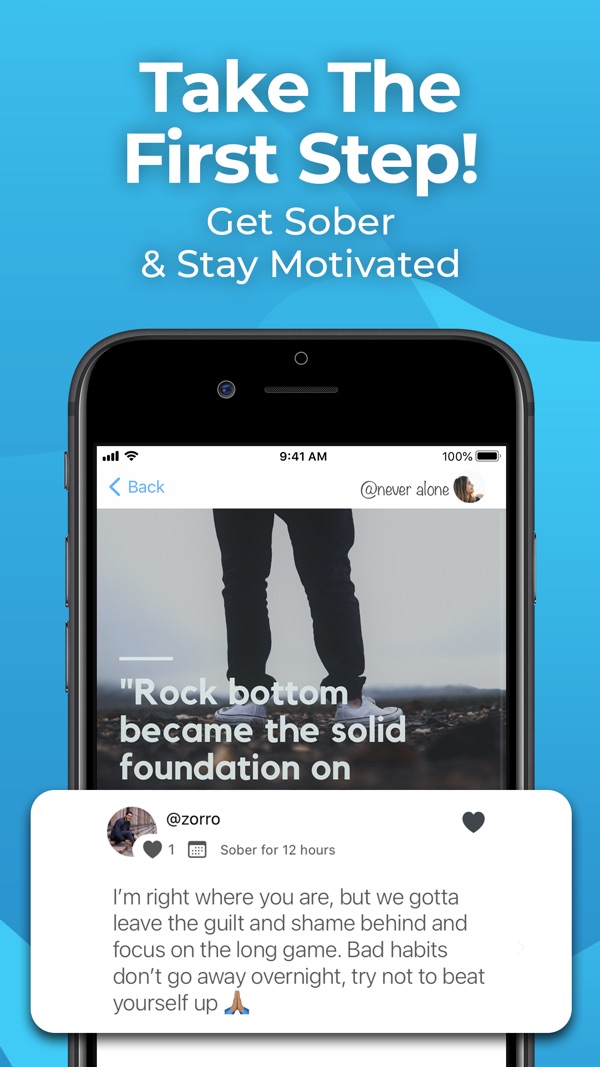 Take The
First Step!
Get Sober
& Stay Motivated
9:41 AM
100%
Back
@never alone
"Rock bottom
became the solid
foundation on
@zorro
1
Sober for 12 hours
I’m right where you are, but we gotta
leave the guilt and shame behind and
focus on the long game. Bad habits
don’t go away overnight, try not to beat
yourself up 🙏🏽